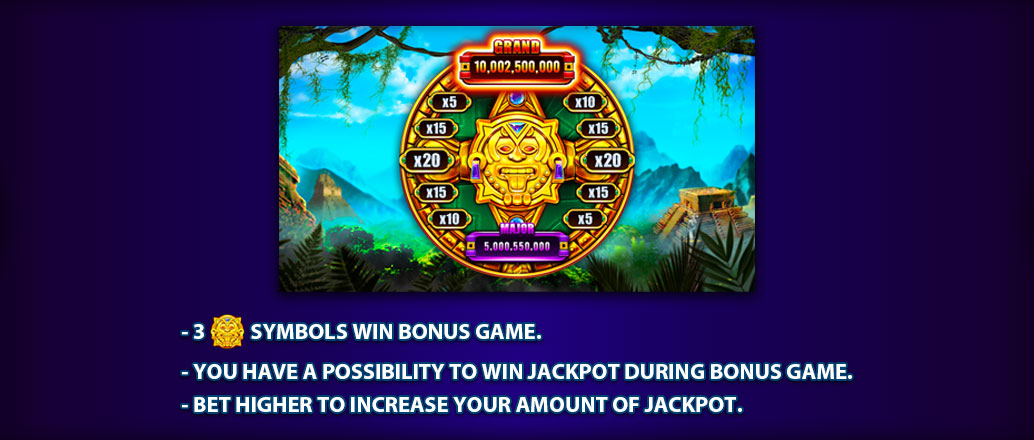 GRAND
10,002,500,000
x5 x10
x15 x15
x20 x20
x15 x15
x10 x5
MAJOR
5,000,550,000
- 3 SYMBOLS WIN BONUS GAME.
- YOU HAVE A POSSIBILITY TO WIN JACKPOT DURING BONUS GAME.
- BET HIGHER TO INCREASE YOUR AMOUNT OF JACKPOT.